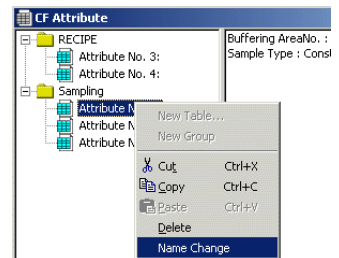 CF Attribute
RECIPE
Attribute No. 3:
Attribute No. 4:
Sampling
Attribute N
Attribute N
Attribute N
Buffering AreaNo. :
Sample Type : Const
New Table...
New Group
Cut Ctrl+X
Copy Ctrl+C
Paste Ctrl+V
Delete
Name Change